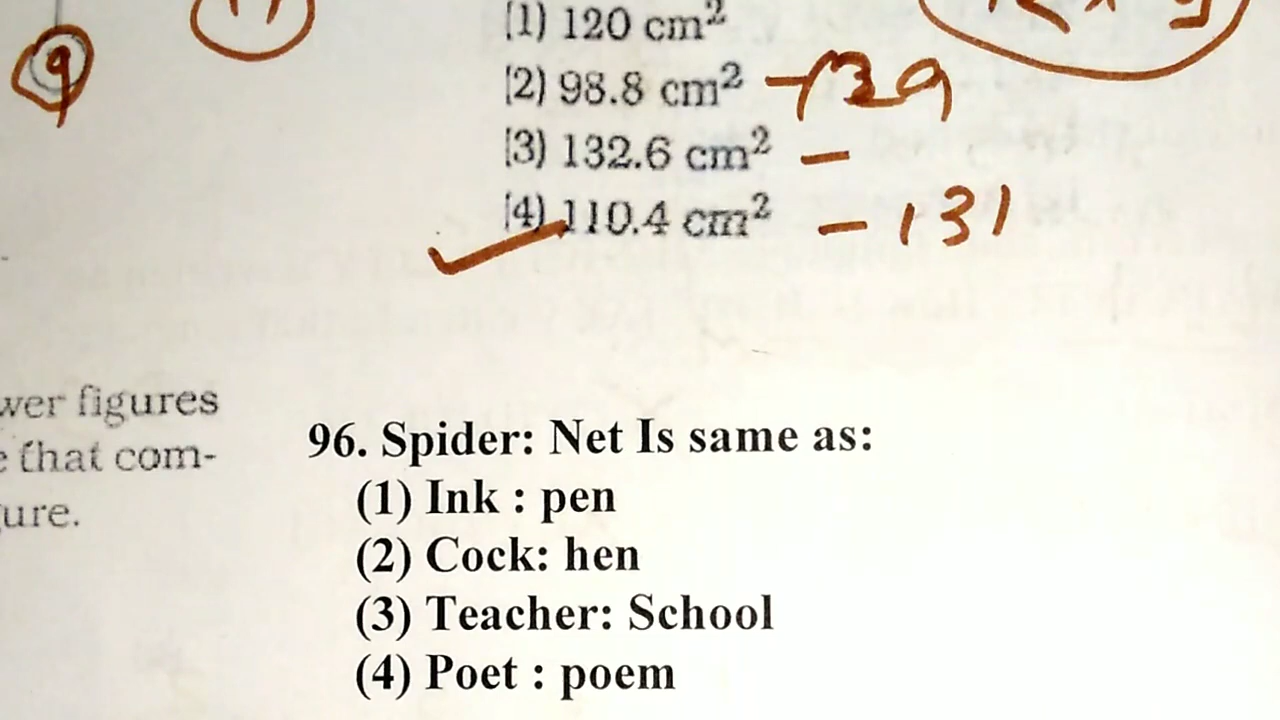 (1) 120 cm²
9
(2) 98.8 cm² -139
(3) 132.6 cm² -
(4) 110.4 cm² - 131
wer figures
e that com-
ure.
96. Spider: Net Is same as:
(1) Ink : pen
(2) Cock: hen
(3) Teacher: School
(4) Poet : poem